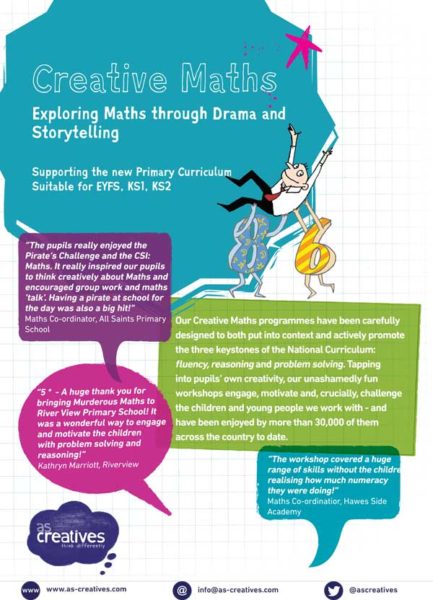 Creative Maths
Exploring Maths through Drama and
Storytelling
Supporting the new Primary Curriculum
Suitable for EYFS, KS1, KS2
8 6
"The pupils really enjoyed the
Pirate's Challenge and the CSI:
Maths. It really inspired our pupils
to think creatively about Maths and
encouraged group work and maths
'talk'. Having a pirate at school for
the day was also a big hit!"
Maths Co-ordinator, All Saints Primary
School
Our Creative Maths programmes have been carefully
designed to both put into context and actively promote
the three keystones of the National Curriculum:
fluency, reasoning and problem solving. Tapping
into pupils' own creativity, our unashamedly fun
workshops engage, motivate and, crucially, challenge
the children and young people we work with - and
have been enjoyed by more than 30,000 of them
across the country to date.
"5 * - A huge thank you for
bringing Murderous Maths to
River View Primary School! It
was a wonderful way to engage
and motivate the children
with problem solving and
reasoning!"
Kathryn Marriott, Riverview
"The workshop covered a huge
range of skills without the childre
realising how much numeracy
they were doing!"
Maths Co-ordinatior, Hawes Side
Academy
as
creatives
think differently
www www.as-creatives.com
@ info@as-creatives.com
@ascreatives